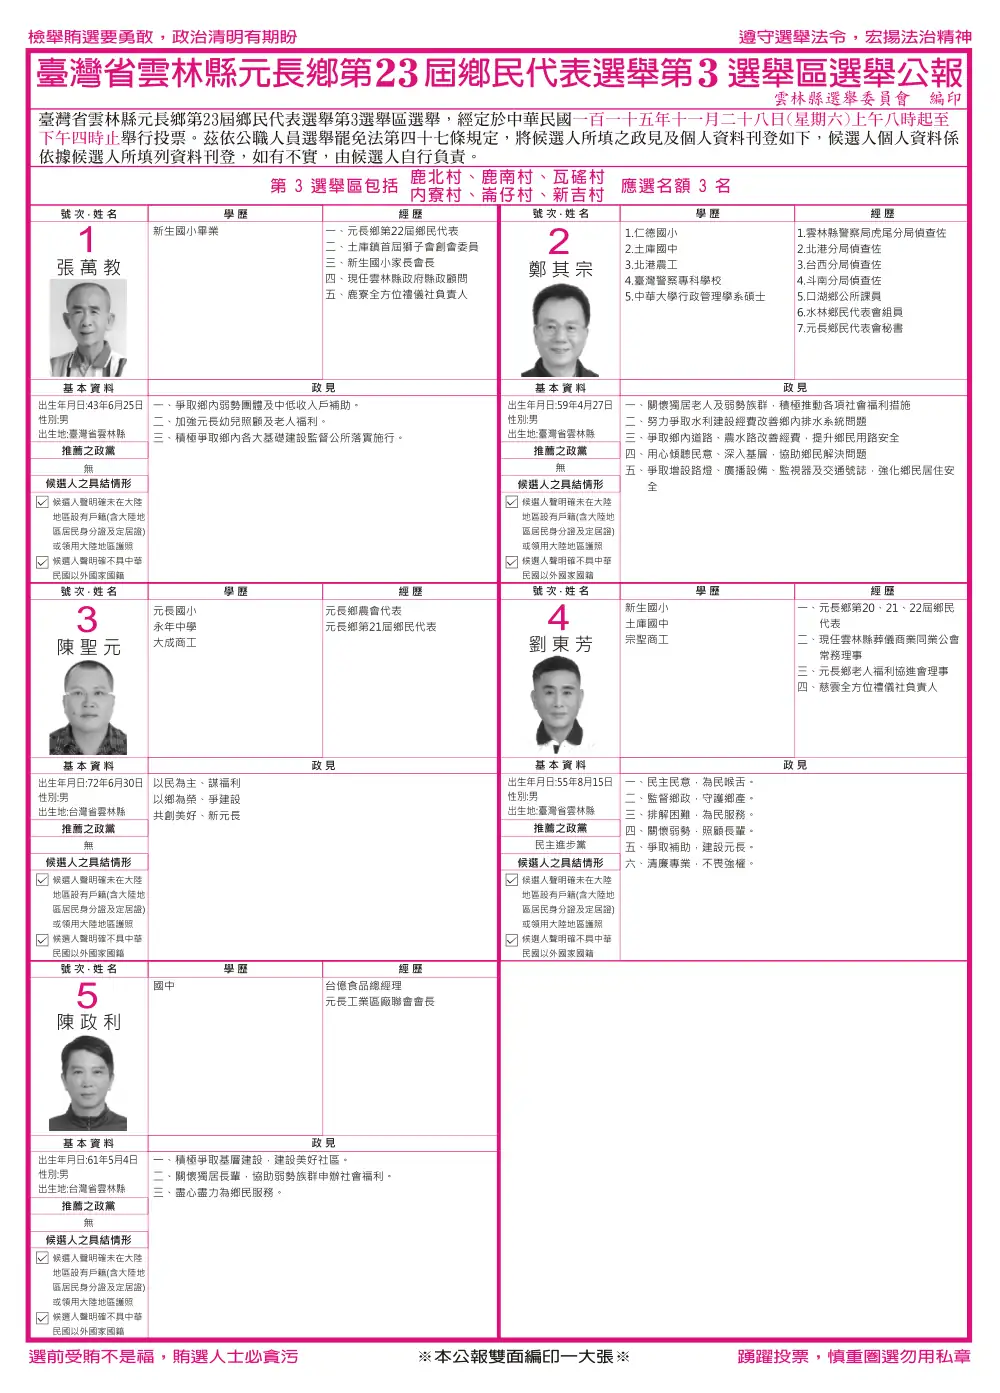 檢舉賄選要勇敢，政治清明有期盼
遵守選舉法令，宏揚法治精神
臺灣省雲林縣元長鄉第23屆鄉民代表選舉第3選舉區選舉公報
雲林縣選舉委員會　編印
臺灣省雲林縣元長鄉第23屆鄉民代表選舉第3選舉區選舉，經定於中華民國一百一十五年十一月二十八日(星期六)上午八時起至
下午四時止舉行投票。茲依公職人員選舉罷免法第四十七條規定，將候選人所填之政見及個人資料刊登如下，候選人個人資料係
依據候選人所填列資料刊登，如有不實，由候選人自行負責。
第 3 選舉區包括 鹿北村、鹿南村、瓦磘村
內寮村、崙仔村、新吉村
應選名額 3 名
號次‧姓名
學歷
經歷
1
張萬教
新生國小畢業
一、元長鄉第22屆鄉民代表
二、土庫鎮首屆獅子會創會委員
三、新生國小家長會長
四、現任雲林縣政府縣政顧問
五、鹿寮全方位禮儀社負責人
基本資料
政見
出生年月日:43年6月25日
性別:男
出生地:臺灣省雲林縣
推薦之政黨
無
候選人之具結情形
候選人聲明確未在大陸
地區設有戶籍(含大陸地
區居民身分證及定居證)
或領用大陸地區護照
候選人聲明確不具中華
民國以外國家國籍
一、爭取鄉內弱勢團體及中低收入戶補助。
二、加強元長幼兒照顧及老人福利。
三、積極爭取鄉內各大基礎建設監督公所落實施行。
號次‧姓名
學歷
經歷
2
鄭其宗
1.仁德國小
2.土庫國中
3.北港農工
4.臺灣警察專科學校
5.中華大學行政管理學系碩士
1.雲林縣警察局虎尾分局偵查佐
2.北港分局偵查佐
3.台西分局偵查佐
4.斗南分局偵查佐
5.口湖鄉公所課員
6.水林鄉民代表會組員
7.元長鄉民代表會秘書
基本資料
政見
出生年月日:59年4月27日
性別:男
出生地:臺灣省雲林縣
推薦之政黨
無
候選人之具結情形
候選人聲明確未在大陸
地區設有戶籍(含大陸地
區居民身分證及定居證)
或領用大陸地區護照
候選人聲明確不具中華
民國以外國家國籍
一、關懷獨居老人及弱勢族群，積極推動各項社會福利措施
二、努力爭取水利建設經費改善鄉內排水系統問題
三、爭取鄉內道路、農水路改善經費，提升鄉民用路安全
四、用心傾聽民意、深入基層，協助鄉民解決問題
五、爭取增設路燈、廣播設備、監視器及交通號誌，強化鄉民居住安
全
號次‧姓名
學歷
經歷
3
陳聖元
元長國小
永年中學
大成商工
元長鄉農會代表
元長鄉第21屆鄉民代表
基本資料
政見
出生年月日:72年6月30日
性別:男
出生地:台灣省雲林縣
推薦之政黨
無
候選人之具結情形
候選人聲明確未在大陸
地區設有戶籍(含大陸地
區居民身分證及定居證)
或領用大陸地區護照
候選人聲明確不具中華
民國以外國家國籍
以民為主、謀福利
以鄉為榮、爭建設
共創美好、新元長
號次‧姓名
學歷
經歷
4
劉東芳
新生國小
土庫國中
宗聖商工
一、元長鄉第20、21、22屆鄉民
代表
二、現任雲林縣葬儀商業同業公會
常務理事
三、元長鄉老人福利協進會理事
四、慈雲全方位禮儀社負責人
基本資料
政見
出生年月日:55年8月15日
性別:男
出生地:臺灣省雲林縣
推薦之政黨
民主進步黨
候選人之具結情形
候選人聲明確未在大陸
地區設有戶籍(含大陸地
區居民身分證及定居證)
或領用大陸地區護照
候選人聲明確不具中華
民國以外國家國籍
一、民主民意，為民喉舌。
二、監督鄉政，守護鄉產。
三、排解困難，為民服務。
四、關懷弱勢，照顧長輩。
五、爭取補助，建設元長。
六、清廉專業，不畏強權。
號次‧姓名
學歷
經歷
5
陳政利
國中
台億食品總經理
元長工業區廠聯會會長
基本資料
政見
出生年月日:61年5月4日
性別:男
出生地:台灣省雲林縣
推薦之政黨
無
候選人之具結情形
候選人聲明確未在大陸
地區設有戶籍(含大陸地
區居民身分證及定居證)
或領用大陸地區護照
候選人聲明確不具中華
民國以外國家國籍
一、積極爭取基層建設，建設美好社區。
二、關懷獨居長輩，協助弱勢族群申辦社會福利。
三、盡心盡力為鄉民服務。
選前受賄不是福，賄選人士必貪污
※本公報雙面編印一大張※
踴躍投票，慎重圈選勿用私章